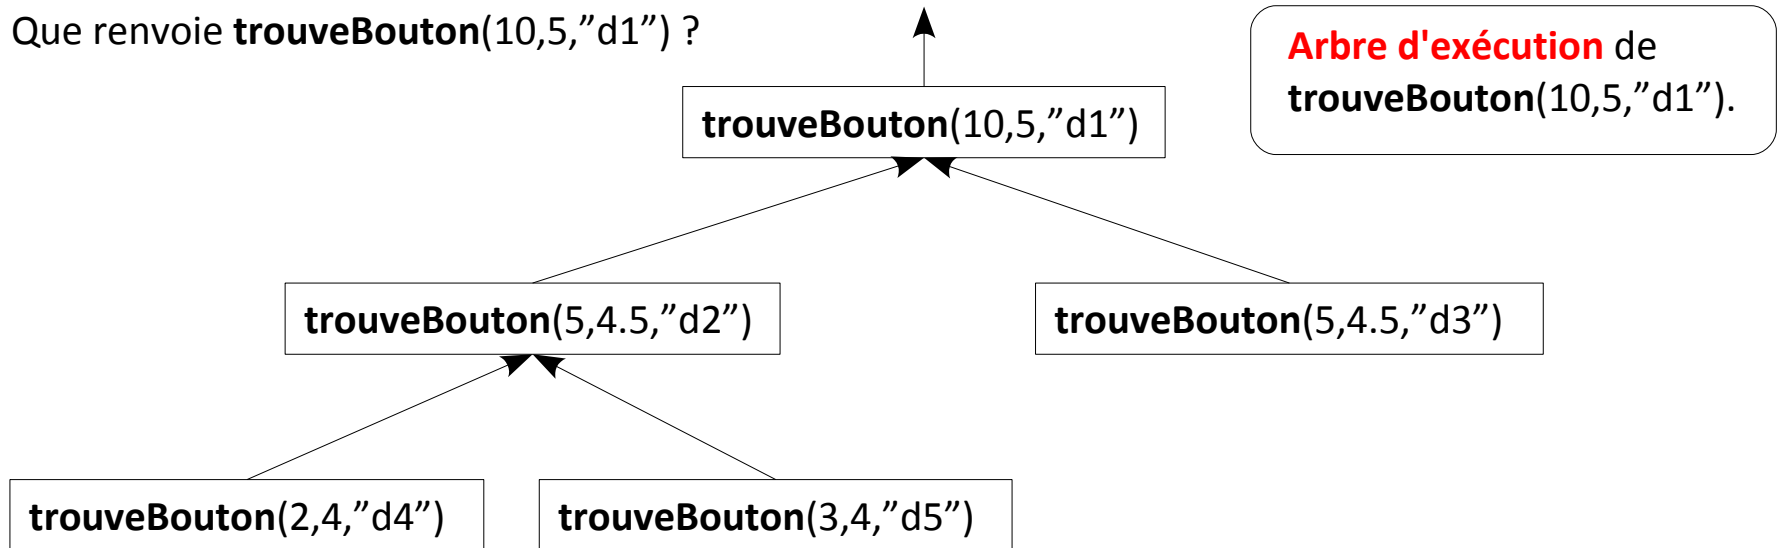 Que renvoie trouveBouton(10,5,”d1”) ?
Arbre d'exécution de
trouveBouton(10,5,”d1”).
trouveBouton(10,5,”d1”)
trouveBouton(5,4.5,”d2”)
trouveBouton(5,4.5,”d3”)
trouveBouton(2,4,”d4”)
trouveBouton(3,4,”d5”)